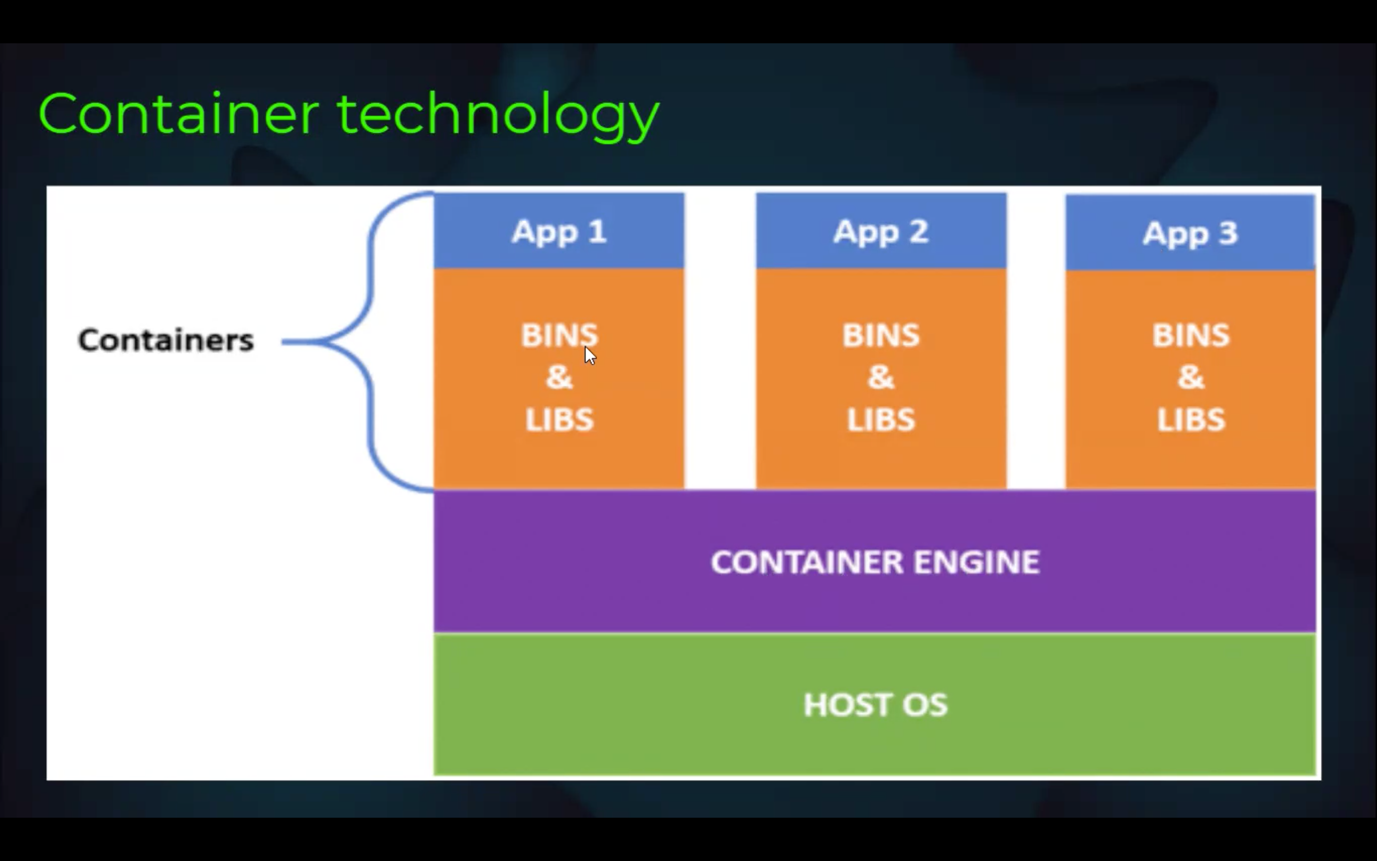 Container technology
App 1
App 2
App 3
Containers
BINS
&
LIBS
BINS
&
LIBS
BINS
&
LIBS
CONTAINER ENGINE
HOST OS